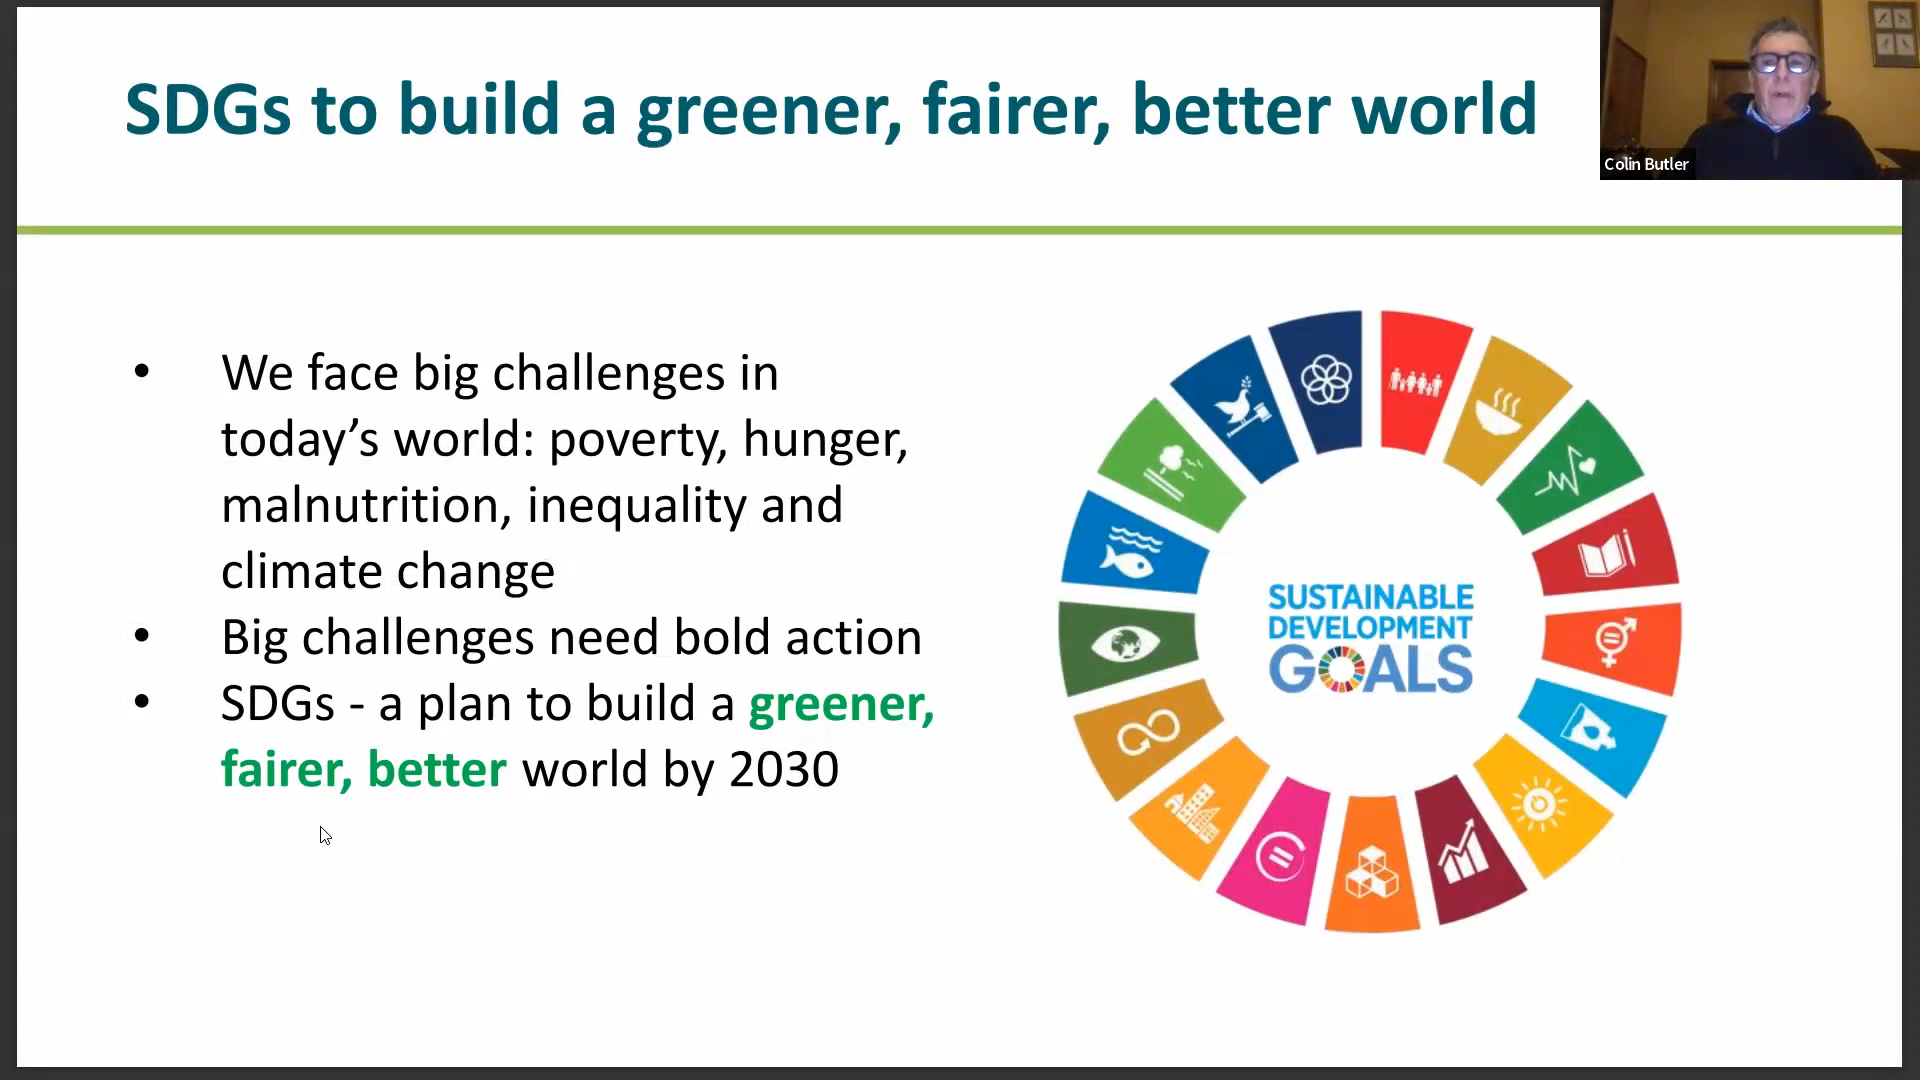 SDGs to build a greener, fairer, better world
Colin Butler
• We face big challenges in
today’s world: poverty, hunger,
malnutrition, inequality and
climate change
• Big challenges need bold action
• SDGs - a plan to build a greener,
fairer, better world by 2030
SUSTAINABLE
DEVELOPMENT
GOALS